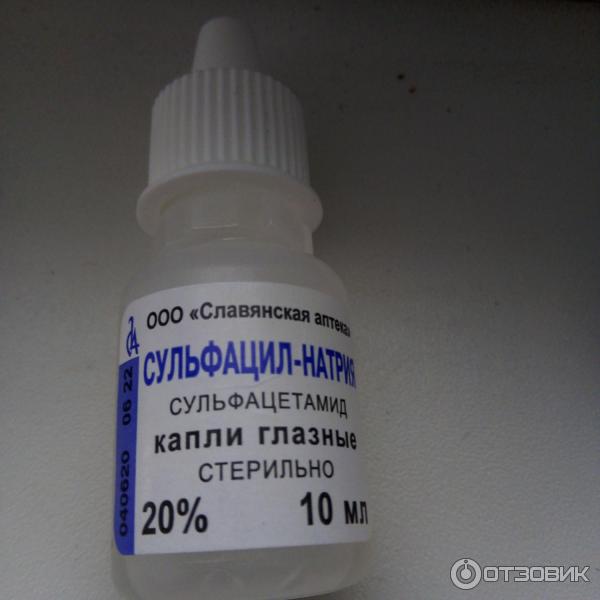 ООО «Славянская аптека»
СУЛЬФАЦИЛ-НАТРИЯ
СУЛЬФАЦЕТАМИД
капли глазные
СТЕРИЛЬНО
20% 10 мл
040620 06 22
ОТЗОВИК